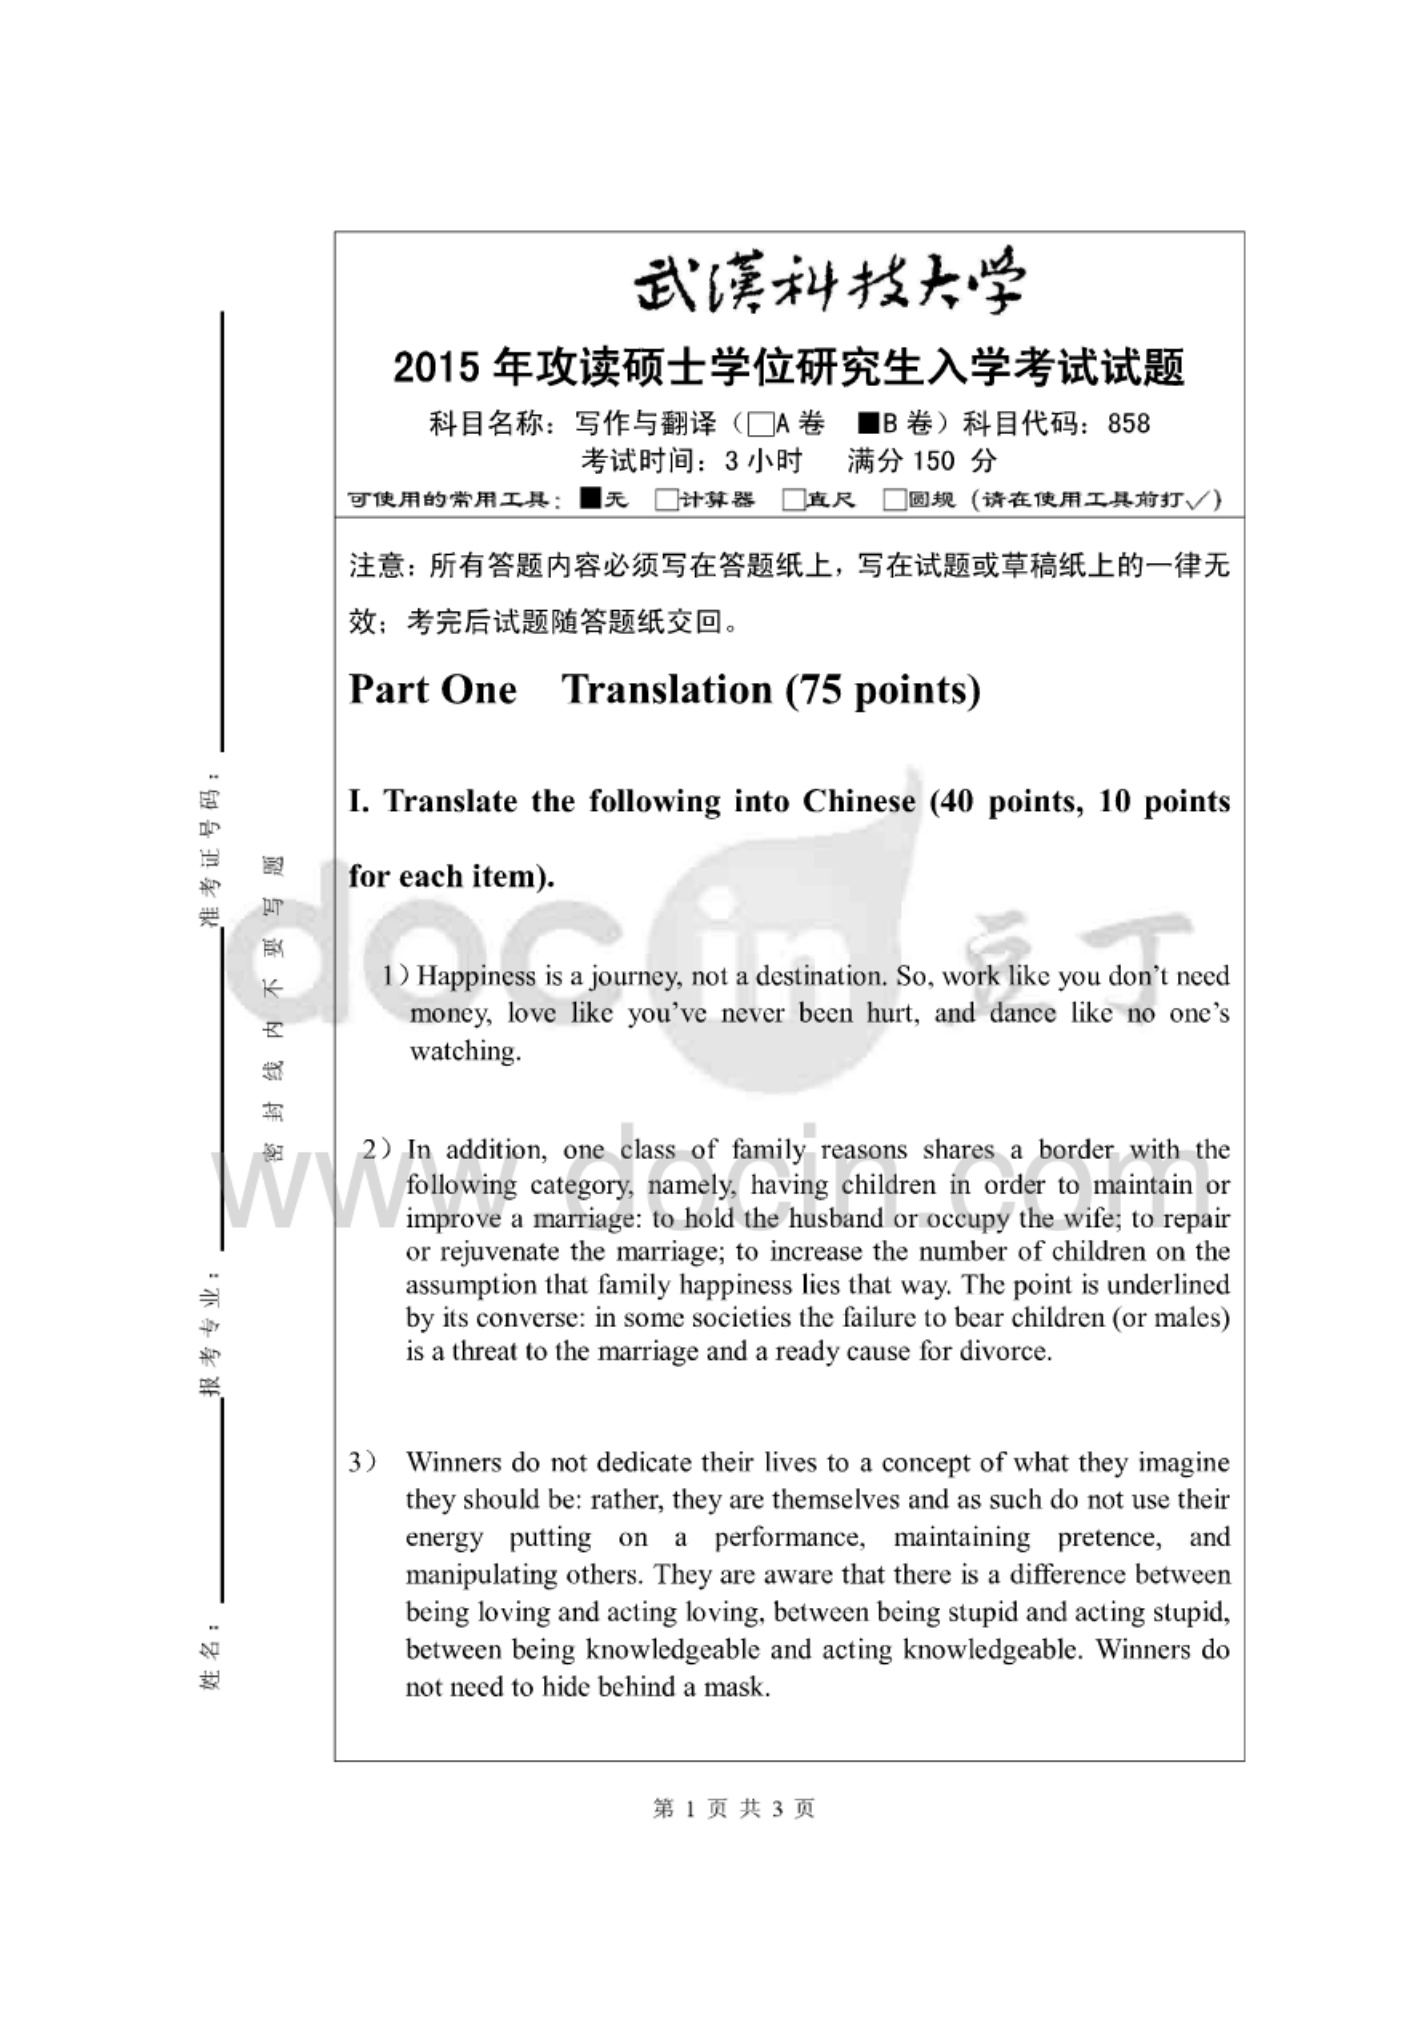 武漢科技大学
2015 年攻读硕士学位研究生入学考试试题
科目名称：写作与翻译（□A 卷 ■B 卷）科目代码：858
考试时间：3 小时 满分 150 分
可使用的常用工具：■无 □计算器 □直尺 □圆规（请在使用工具前打√）
注意：所有答题内容必须写在答题纸上，写在试题或草稿纸上的一律无
效；考完后试题随答题纸交回。
Part One Translation (75 points)
I. Translate the following into Chinese (40 points, 10 points
for each item).
1）Happiness is a journey, not a destination. So, work like you don't need
money, love like you've never been hurt, and dance like no one's
watching.
2）In addition, one class of family reasons shares a border with the
following category, namely, having children in order to maintain or
improve a marriage: to hold the husband or occupy the wife; to repair
or rejuvenate the marriage; to increase the number of children on the
assumption that family happiness lies that way. The point is underlined
by its converse: in some societies the failure to bear children (or males)
is a threat to the marriage and a ready cause for divorce.
3） Winners do not dedicate their lives to a concept of what they imagine
they should be: rather, they are themselves and as such do not use their
energy putting on a performance, maintaining pretence, and
manipulating others. They are aware that there is a difference between
being loving and acting loving, between being stupid and acting stupid,
between being knowledgeable and acting knowledgeable. Winners do
not need to hide behind a mask.
第 1 页 共 3 页
姓名：
报考专业：
准考证号码：
密封线内不要写题
docin 豆丁
www.docin.com